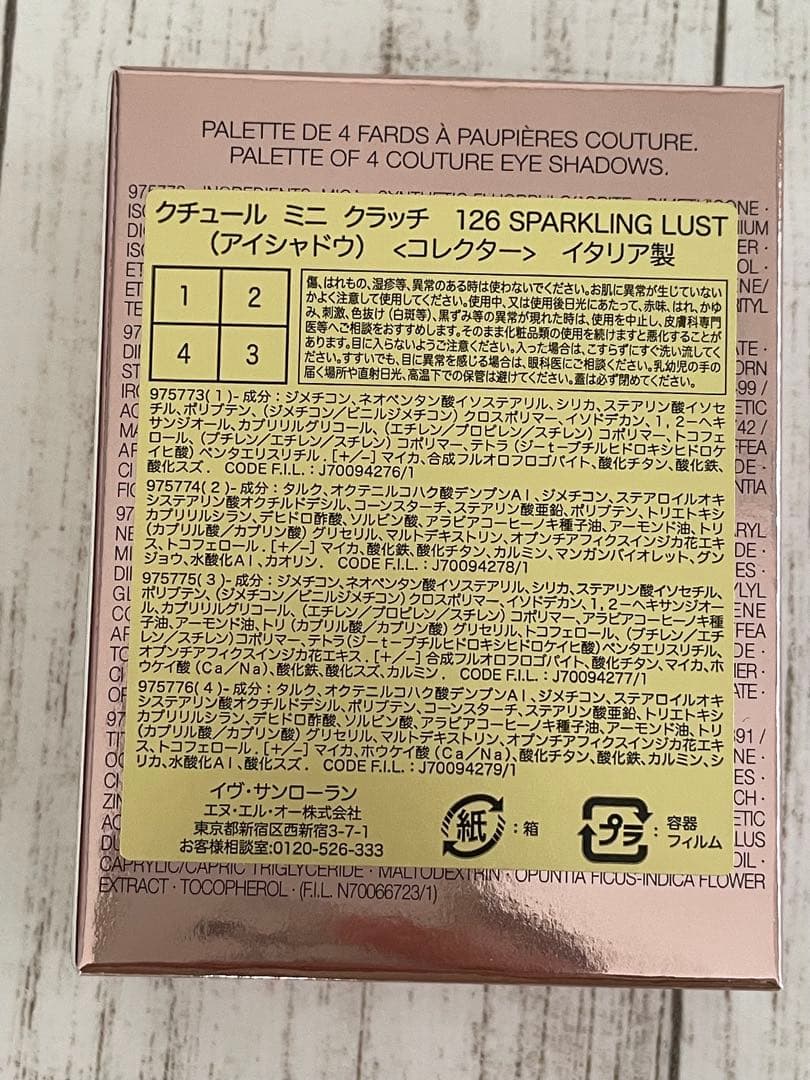 PALETTE DE 4 FARDS À PAUPIÈRES COUTURE.
PALETTE OF 4 COUTURE EYE SHADOWS.
クチュール ミニ クラッチ 126 SPARKLING LUST
(アイシャドウ) <コレクター> イタリア製
1 2
4 3
傷、はれもの、湿疹等、異常のある時は使わないでください。お肌に異常が生じていない
かよく注意して使用してください。使用中、又は使用後日光にあたって、赤味、はれ、かゆ
み、刺激、色抜け(白斑等)、黒ずみ等の異常が現れた時は、使用を中止し、皮膚科専門
医等へご相談をおすすめします。そのまま化粧品類の使用を続けますと悪化することが
あります。目に入らないようご注意ください。入った場合は、こすらずにすぐ洗い流してく
ださい。すすいでも、目に異常を感じる場合は、眼科医にご相談ください。乳幼児の手の
届く場所や直射日光、高温下での保管は避けてください。蓋は必ず閉めてください。
975773(1)-成分:ジメチコン、ネオペンタン酸イソステアリル、シリカ、ステアリン酸イソセ
チル、ポリブテン、(ジメチコン/ビニルジメチコン)クロスポリマー、イソドデカン、1,2-ヘキ
サンジオール、カプリリルグリコール、(エチレン/プロピレン/スチレン)コポリマー、トコフェ
ロール、(ブチレン/エチレン/スチレン)コポリマー、テトラ(ジーt-ブチルヒドロキシヒドロケ
イヒ酸)ペンタエリスリチル.[+/-]マイカ、合成フルオロフロゴパイト、酸化チタン、酸化鉄、
酸化スズ. CODE F.I.L.:J70094276/1
975774(2)-成分:タルク、オクテニルコハク酸デンプンAl、ジメチコン、ステアロイルオキ
システアリン酸オクチルドデシル、コーンスターチ、ステアリン酸亜鉛、ポリブテン、トリエトキシ
カプリリルシラン、デヒドロ酢酸、ソルビン酸、アラビアコーヒーノキ種子油、アーモンド油、トリ
(カプリル酸/カプリン酸)グリセリル、マルトデキストリン、オプンチアフィクスインジカ花エキ
ス、トコフェロール.[+/-]マイカ、酸化鉄、酸化チタン、カルミン、マンガンバイオレット、グン
ジョウ、水酸化Al、カオリン. CODE F.I.L.:J70094278/1
975775(3)-成分:ジメチコン、ネオペンタン酸イソステアリル、シリカ、ステアリン酸イソセチル、
ポリブテン、(ジメチコン/ビニルジメチコン)クロスポリマー、イソドデカン、1,2-ヘキサンジオー
ル、カプリリルグリコール、(エチレン/プロピレン/スチレン)コポリマー、アラビアコーヒーノキ種
子油、アーモンド油、トリ(カプリル酸/カプリン酸)グリセリル、トコフェロール、(ブチレン/エチ
レン/スチレン)コポリマー、テトラ(ジーt-ブチルヒドロキシヒドロケイヒ酸)ペンタエリスリチル、
オプンチアフィクスインジカ花エキス.[+/-]合成フルオロフロゴパイト、酸化チタン、マイカ、ホ
ウケイ酸(Ca/Na)、酸化鉄、酸化スズ、カルミン. CODE F.I.L.:J70094277/1
975776(4)-成分:タルク、オクテニルコハク酸デンプンAl、ジメチコン、ステアロイルオキ
システアリン酸オクチルドデシル、ポリブテン、コーンスターチ、ステアリン酸亜鉛、トリエトキシ
カプリリルシラン、デヒドロ酢酸、ソルビン酸、アラビアコーヒーノキ種子油、アーモンド油、トリ
(カプリル酸/カプリン酸)グリセリル、マルトデキストリン、オプンチアフィクスインジカ花エキ
ス、トコフェロール.[+/-]マイカ、ホウケイ酸(Ca/Na)、酸化チタン、酸化鉄、カルミン、シ
リカ、水酸化Al、酸化スズ. CODE F.I.L.:J70094279/1
イヴ・サンローラン
エヌ・エル・オー株式会社
東京都新宿区西新宿3-7-1
お客様相談室:0120-526-333
紙 :箱
プラ :容器
フィルム
CAPRYLIC/CAPRIC TRIGLYCERIDE · MALTODEXTRIN · OPUNTIA FICUS-INDICA FLOWER
EXTRACT · TOCOPHEROL · (F.I.L. N70066723/1)